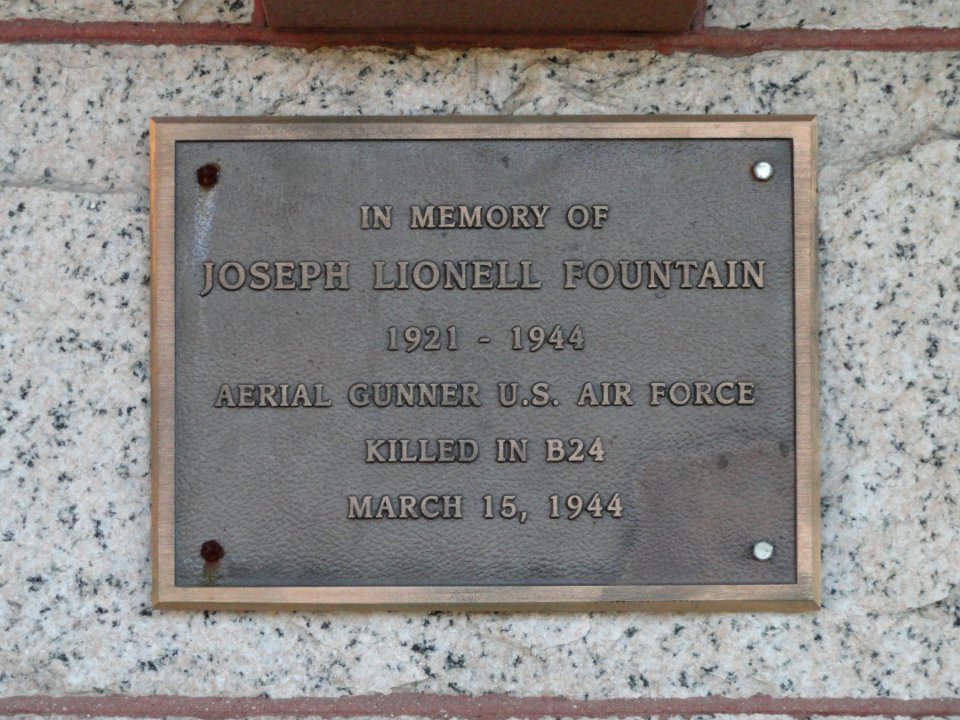 IN MEMORY OF
JOSEPH LIONELL FOUNTAIN
1921 - 1944
AERIAL GUNNER U.S. AIR FORCE
KILLED IN B24
MARCH 15, 1944